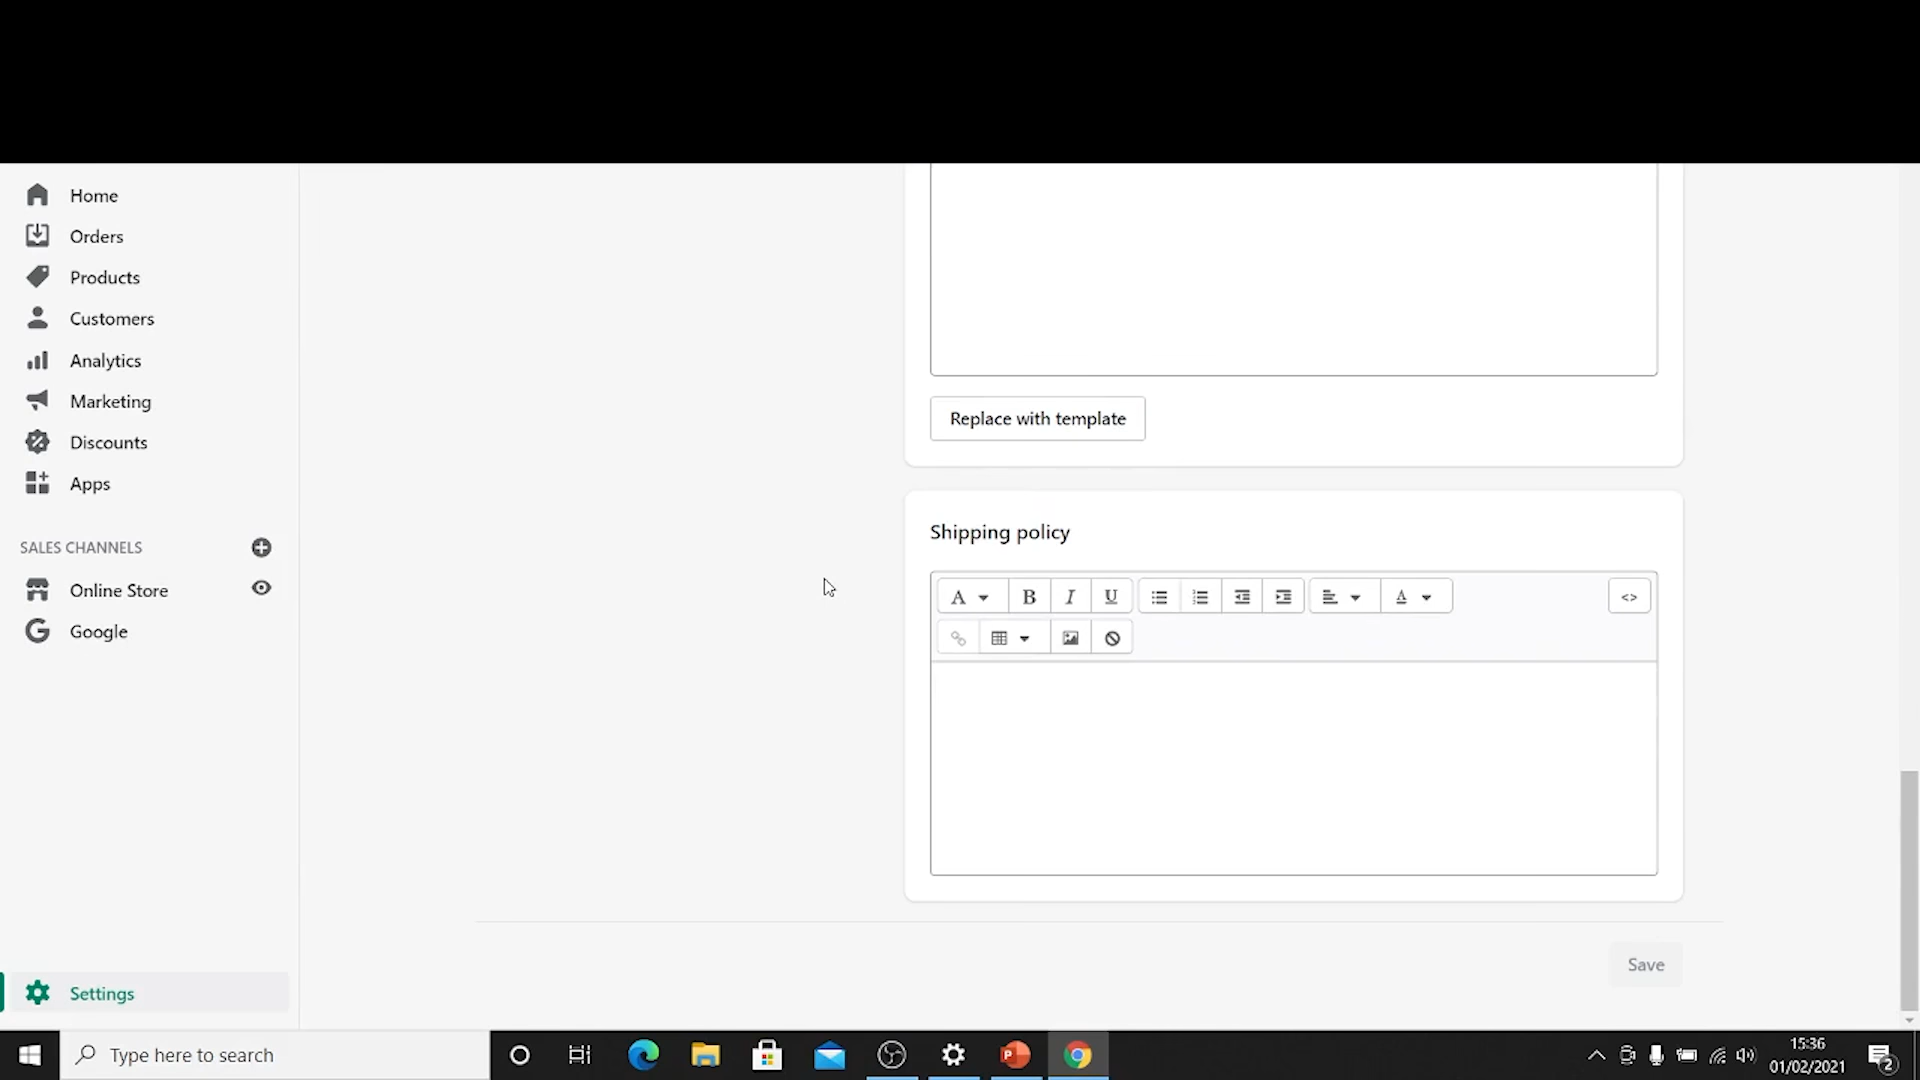 Home
Orders
Products
Customers
Analytics
Marketing
Discounts
Apps
SALES CHANNELS
Online Store
Google
Settings
Replace with template
Shipping policy
A B I U A <>
Save
Type here to search
15:36
01/02/2021
2